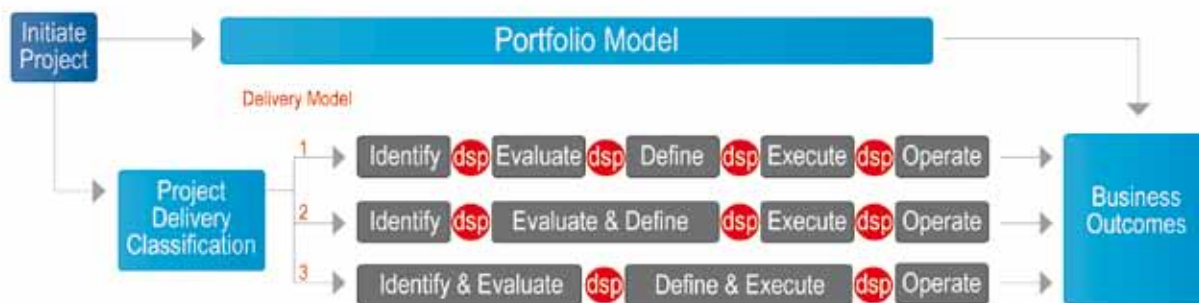 Initiate
Project
Portfolio Model
Delivery Model
1
Identify dsp Evaluate dsp Define dsp Execute dsp Operate
Project
Delivery
Classification
2
Identify dsp Evaluate & Define dsp Execute dsp Operate
Business
Outcomes
3
Identify & Evaluate dsp Define & Execute dsp Operate